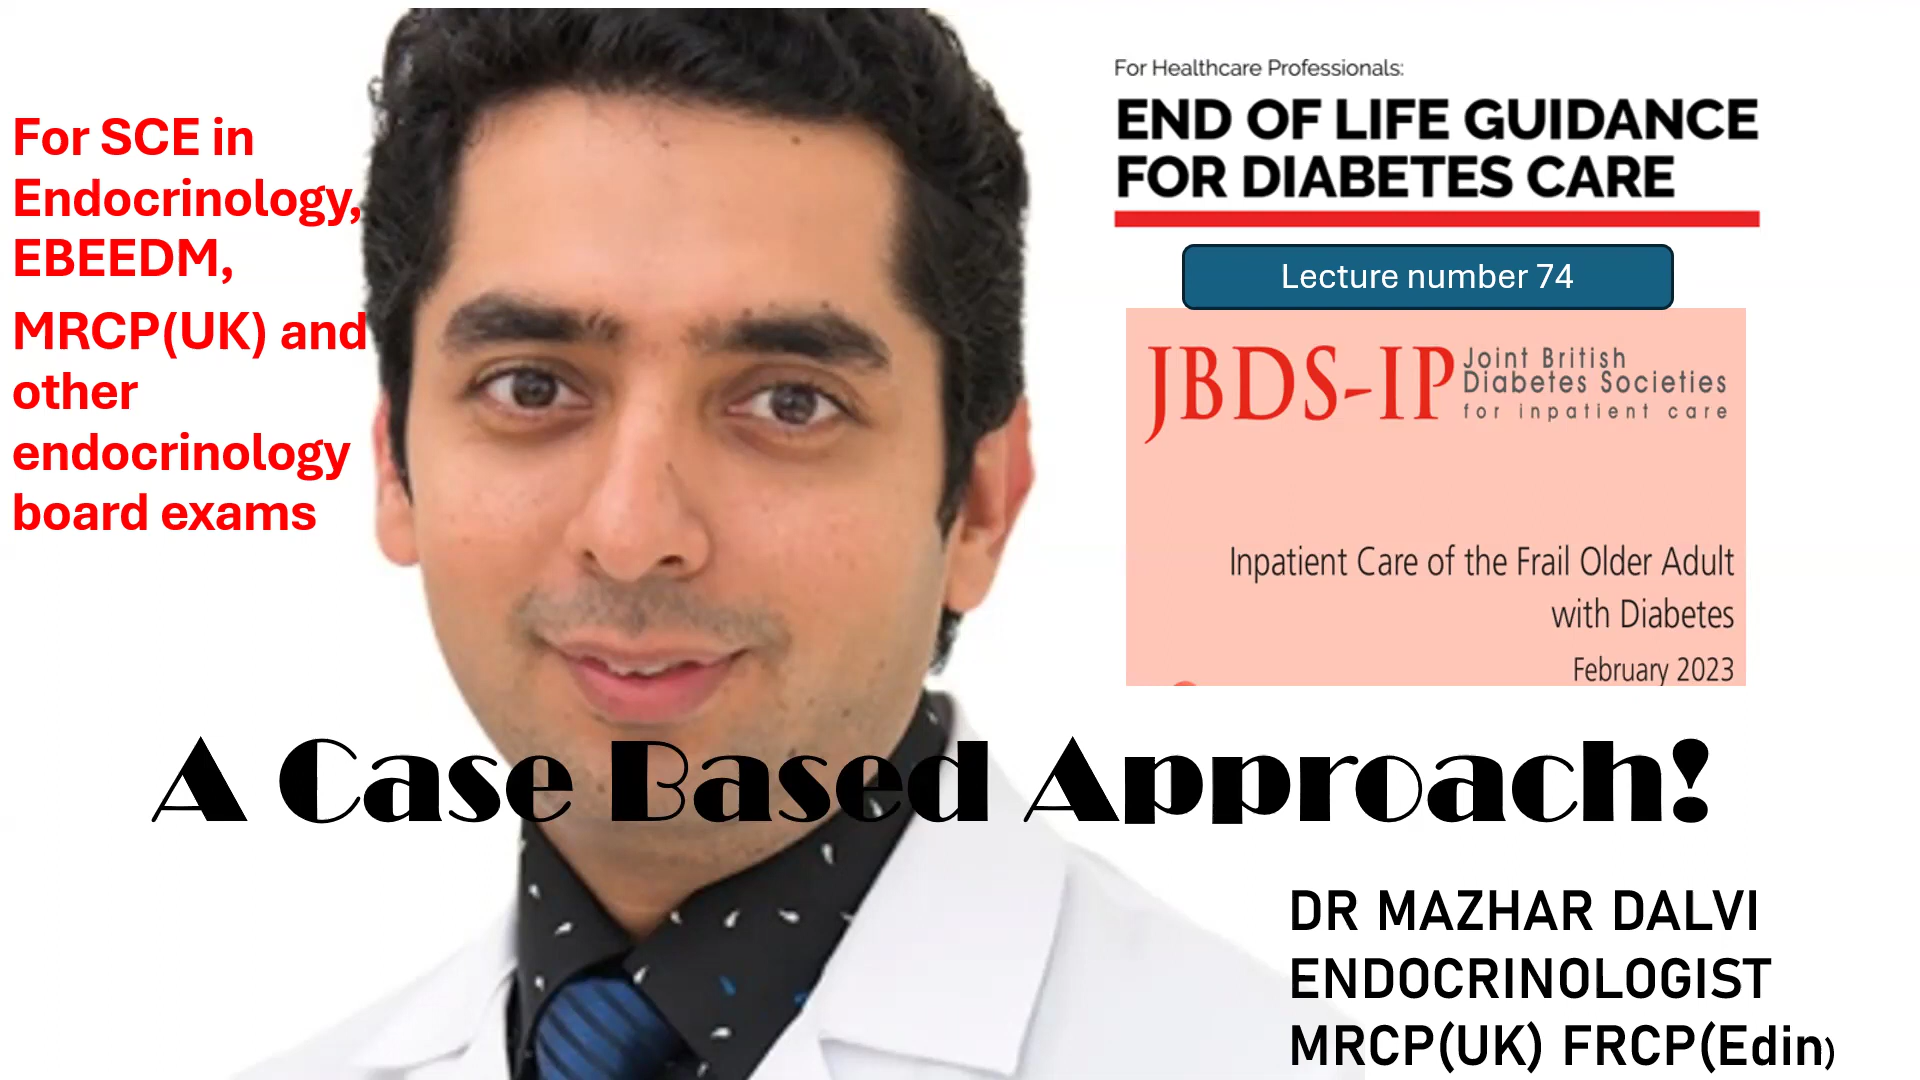 For SCE in
Endocrinology,
EBEEDM,
MRCP(UK) and
other
endocrinology
board exams
For Healthcare Professionals:
END OF LIFE GUIDANCE
FOR DIABETES CARE
Lecture number 74
JBDS-IP Joint British
Diabetes Societies
for inpatient care
Inpatient Care of the Frail Older Adult
with Diabetes
February 2023
A Case Based Approach!
DR MAZHAR DALVI
ENDOCRINOLOGIST
MRCP(UK) FRCP(Edin)